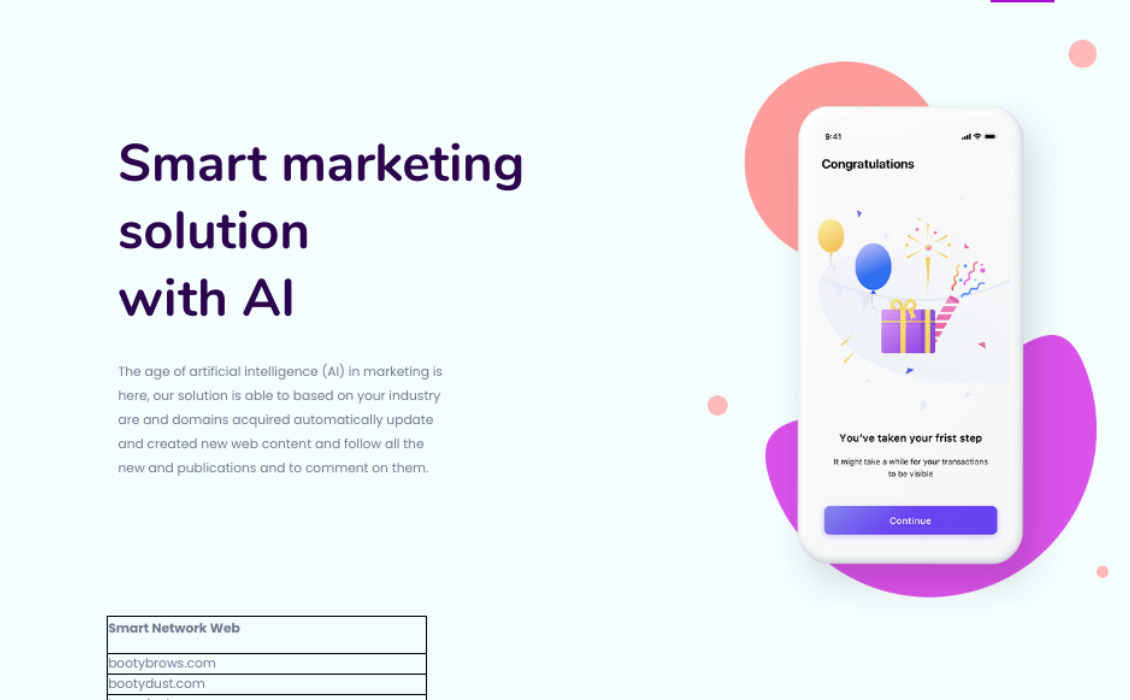 Smart marketing
solution
with AI
The age of artificial intelligence (AI) in marketing is
here, our solution is able to based on your industry
are and domains acquired automatically update
and created new web content and follow all the
new and publications and to comment on them.
9:41
Congratulations
You've taken your frist step
It might take a while for your transactions
to be visible
Continue
Smart Network Web
bootybrows.com
bootydust.com